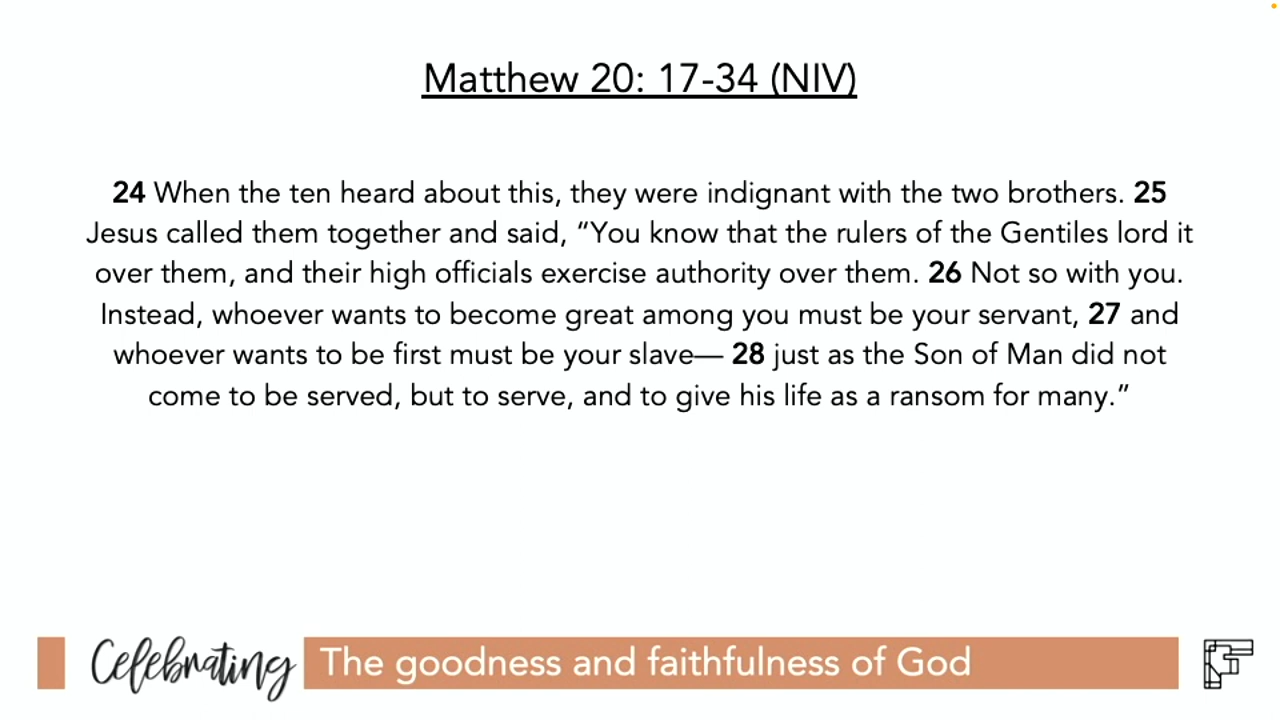 Matthew 20: 17-34 (NIV)
24 When the ten heard about this, they were indignant with the two brothers. 25
Jesus called them together and said, “You know that the rulers of the Gentiles lord it
over them, and their high officials exercise authority over them. 26 Not so with you.
Instead, whoever wants to become great among you must be your servant, 27 and
whoever wants to be first must be your slave— 28 just as the Son of Man did not
come to be served, but to serve, and to give his life as a ransom for many.”
Celebrating The goodness and faithfulness of God